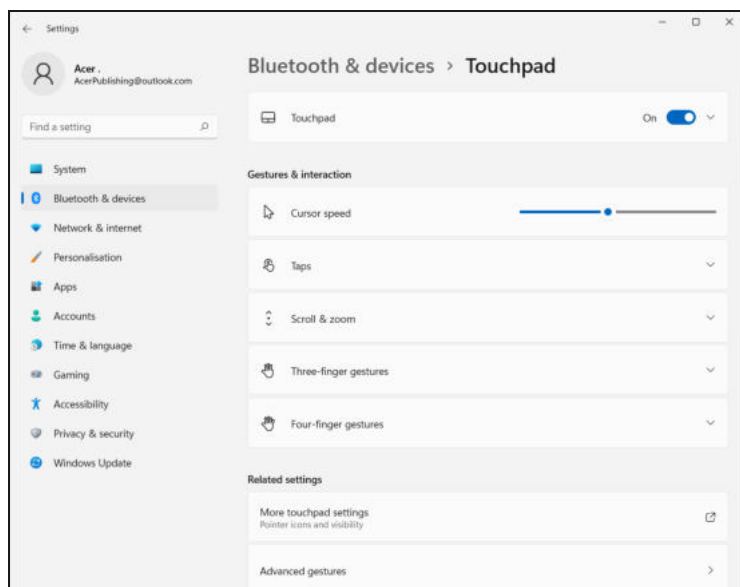 Settings
Acer .
AcerPublishing@outlook.com
Find a setting
System
Bluetooth & devices
Network & internet
Personalisation
Apps
Accounts
Time & language
Gaming
Accessibility
Privacy & security
Windows Update
Bluetooth & devices > Touchpad
Touchpad
On
Gestures & interaction
Cursor speed
Taps
Scroll & zoom
Three-finger gestures
Four-finger gestures
Related settings
More touchpad settings
Pointer icons and visibility
Advanced gestures